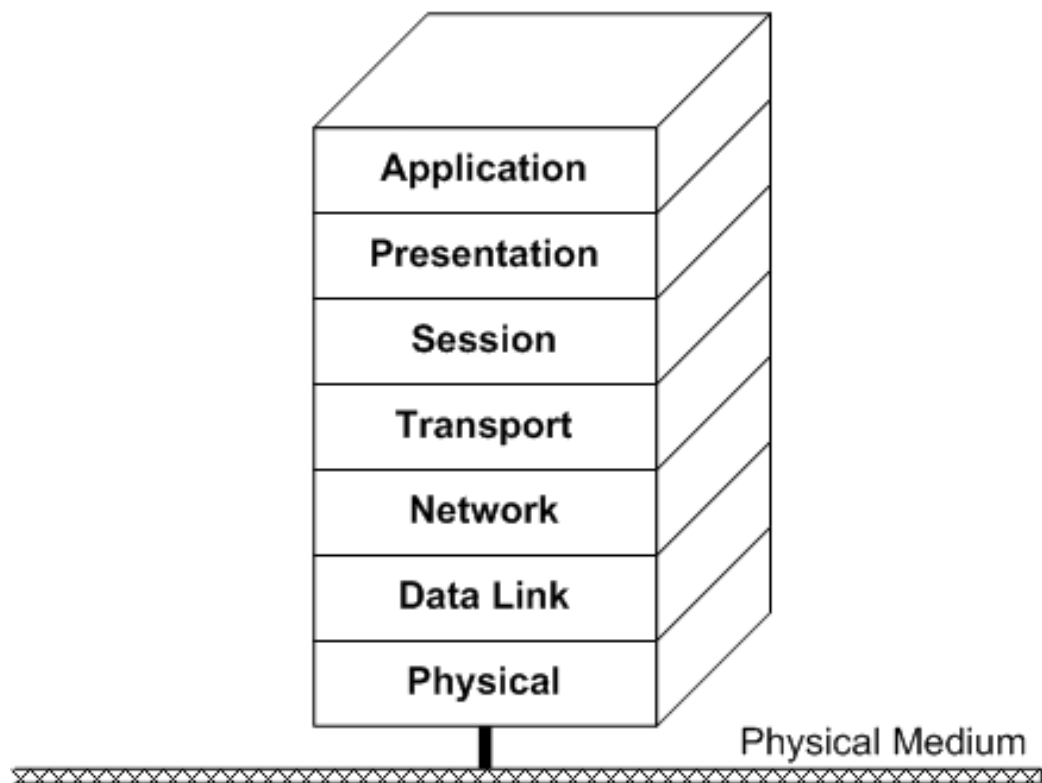 Application
Presentation
Session
Transport
Network
Data Link
Physical
Physical Medium